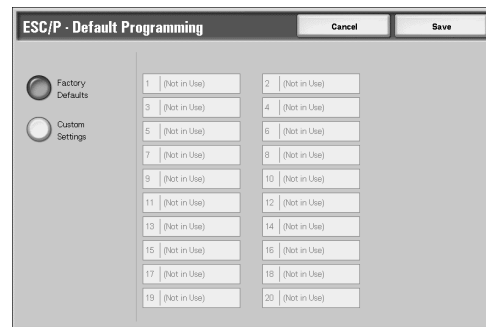 ESC/P - Default Programming Cancel Save
Factory
Defaults
Custom
Settings
1 (Not in Use) 2 (Not in Use)
3 (Not in Use) 4 (Not in Use)
5 (Not in Use) 6 (Not in Use)
7 (Not in Use) 8 (Not in Use)
9 (Not in Use) 10 (Not in Use)
11 (Not in Use) 12 (Not in Use)
13 (Not in Use) 14 (Not in Use)
15 (Not in Use) 16 (Not in Use)
17 (Not in Use) 18 (Not in Use)
19 (Not in Use) 20 (Not in Use)